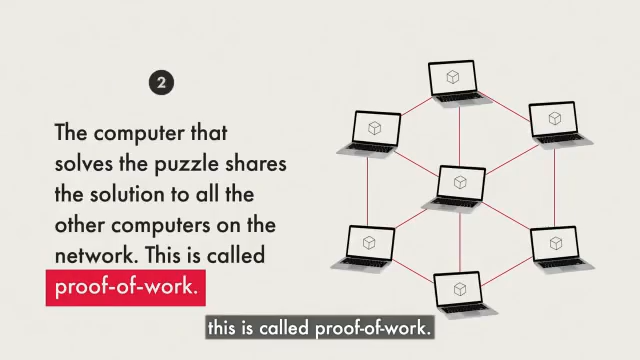 2
The computer that
solves the puzzle shares
the solution to all the
other computers on the
network. This is called
proof-of-work.
this is called proof-of-work.